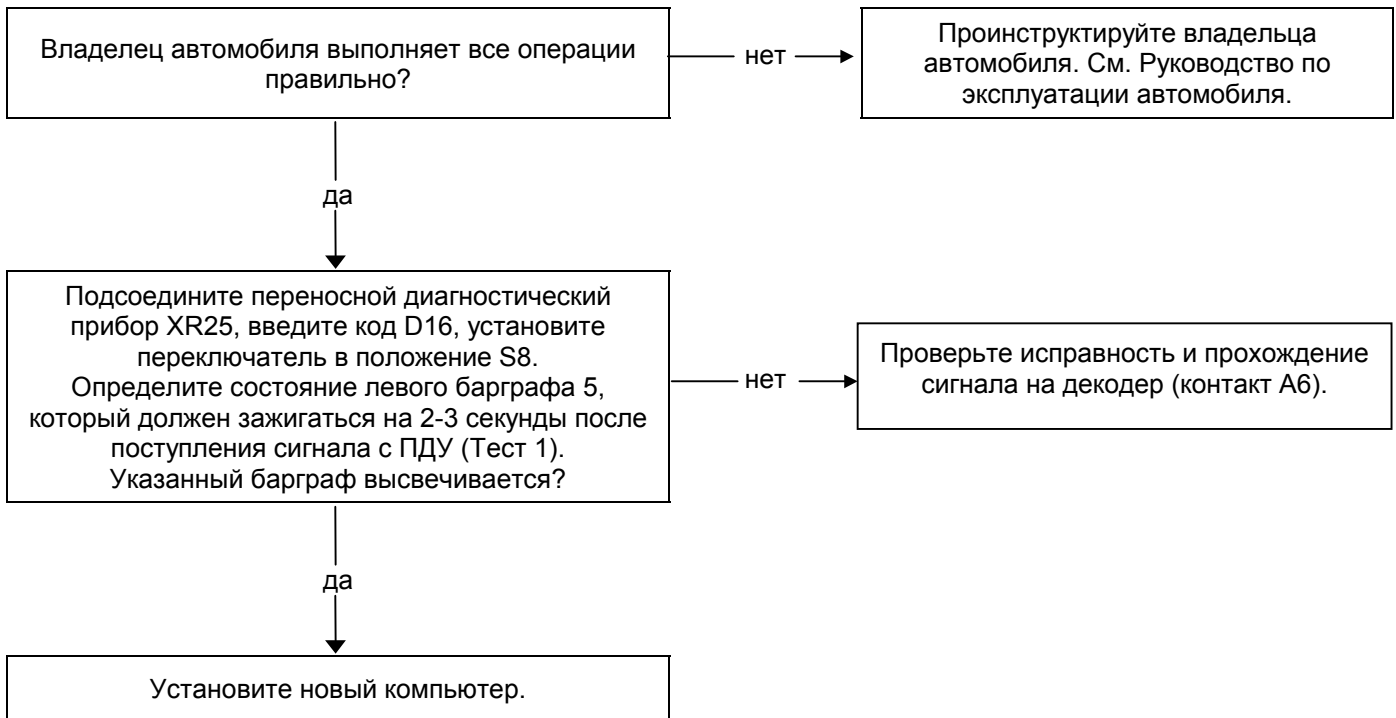 Владелец автомобиля выполняет все операции
правильно?
нет
Проинструктируйте владельца
автомобиля. См. Руководство по
эксплуатации автомобиля.
да
Подсоедините переносной диагностический
прибор XR25, введите код D16, установите
переключатель в положение S8.
Определите состояние левого барграфа 5,
который должен зажигаться на 2-3 секунды после
поступления сигнала с ПДУ (Тест 1).
Указанный барграф высвечивается?
нет
Проверьте исправность и прохождение
сигнала на декодер (контакт А6).
да
Установите новый компьютер.